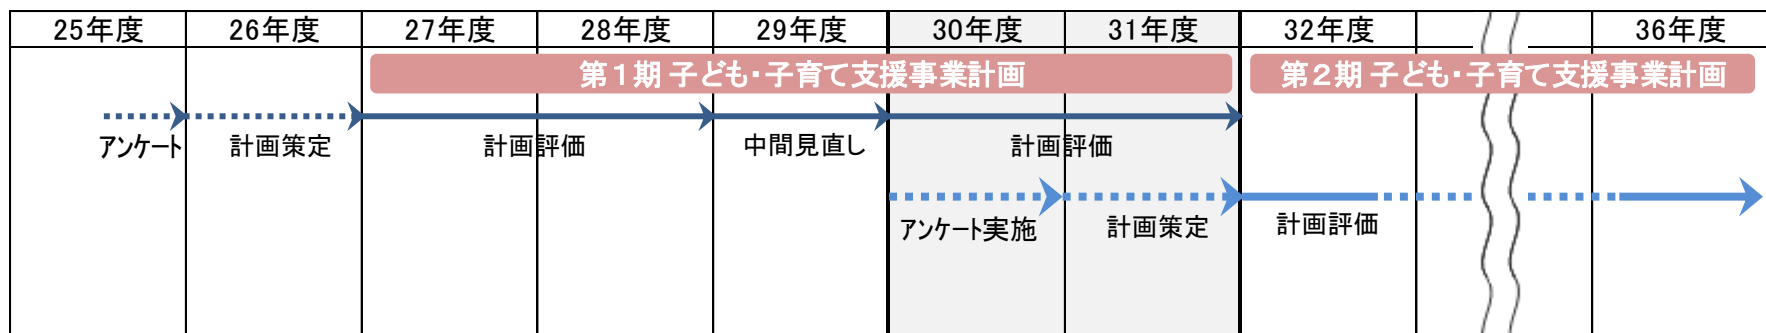 25年度 26年度 27年度 28年度 29年度 30年度 31年度 32年度 36年度
第1期 子ども・子育て支援事業計画 第2期 子ども・子育て支援事業計画
アンケート 計画策定 計画評価 中間見直し 計画評価
アンケート実施 計画策定 計画評価